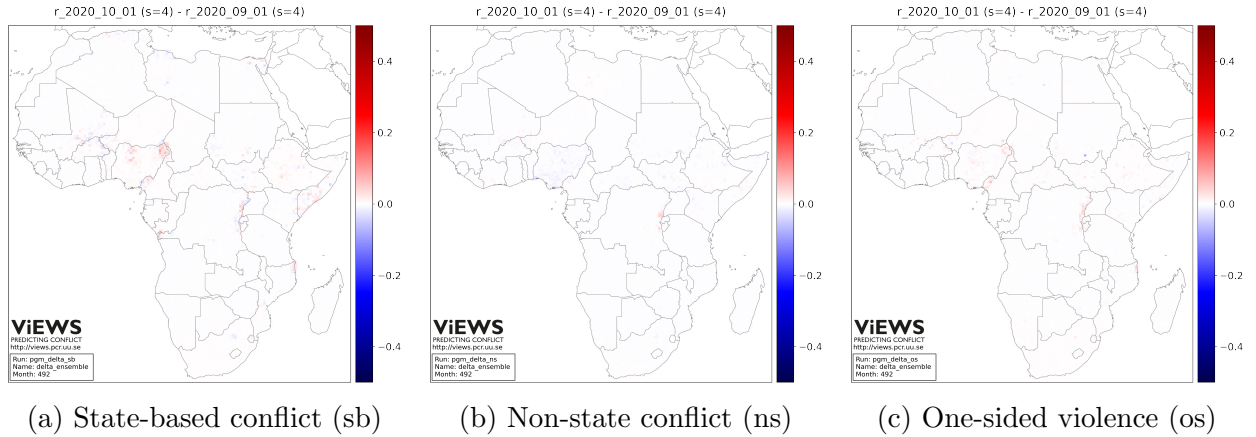 r_2020_10_01 (s=4) - r_2020_09_01 (s=4)
0.4
0.2
0.0
−0.2
−0.4
ViEWS
PREDICTING CONFLICT
http://views.pcr.uu.se
Run: pgm_delta_sb
Name: delta_ensemble
Month: 492
(a) State-based conflict (sb)
r_2020_10_01 (s=4) - r_2020_09_01 (s=4)
0.4
0.2
0.0
−0.2
−0.4
ViEWS
PREDICTING CONFLICT
http://views.pcr.uu.se
Run: pgm_delta_ns
Name: delta_ensemble
Month: 492
(b) Non-state conflict (ns)
r_2020_10_01 (s=4) - r_2020_09_01 (s=4)
0.4
0.2
0.0
−0.2
−0.4
ViEWS
PREDICTING CONFLICT
http://views.pcr.uu.se
Run: pgm_delta_os
Name: delta_ensemble
Month: 492
(c) One-sided violence (os)